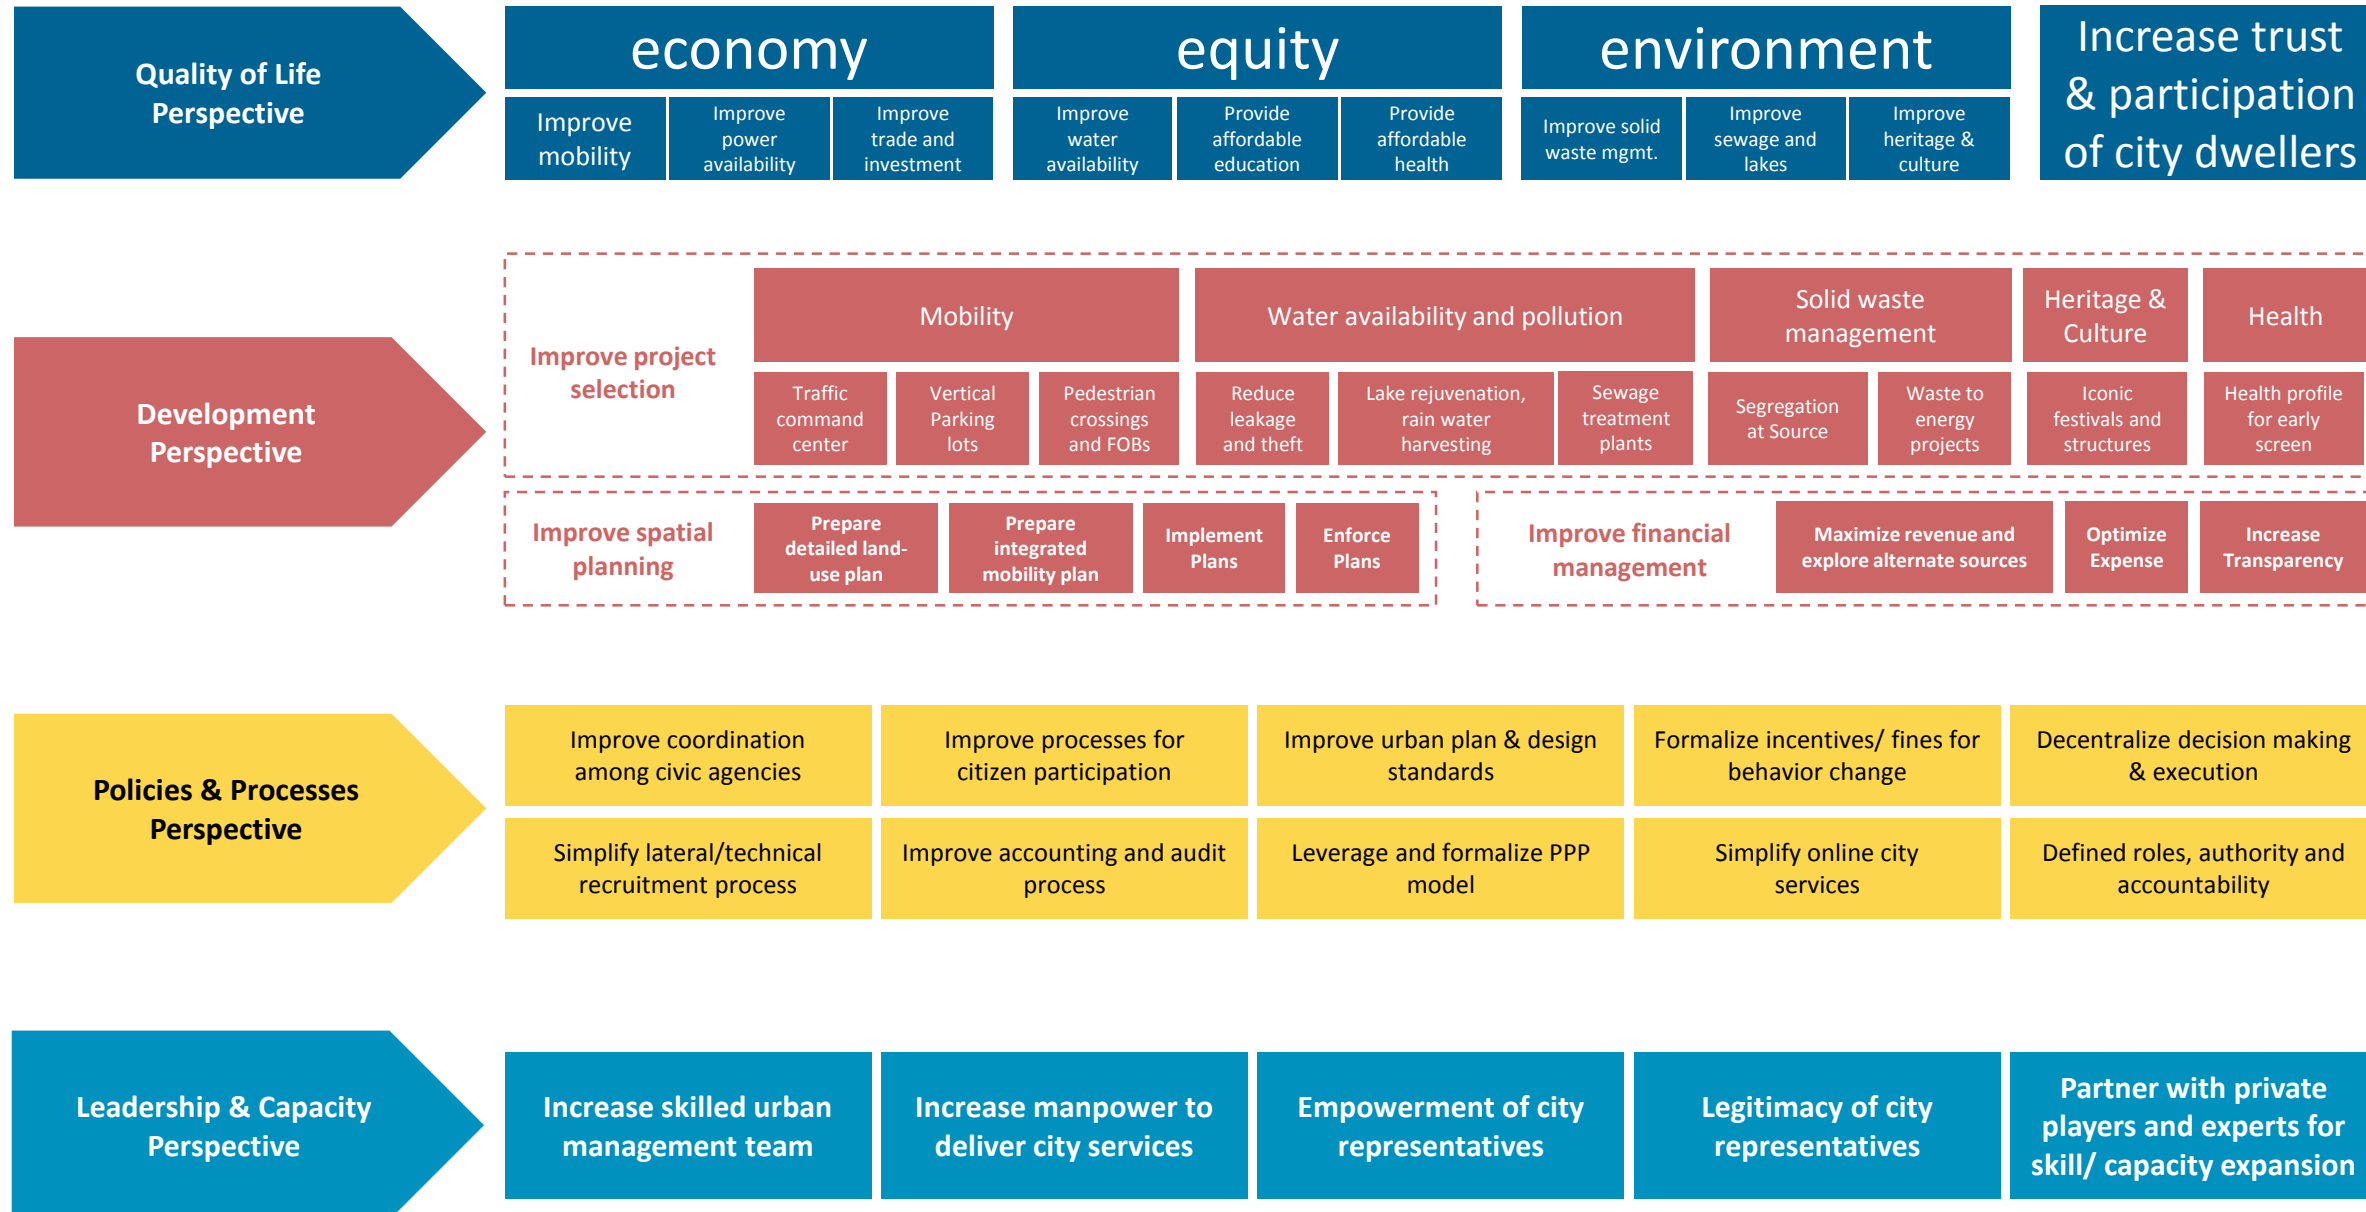 Quality of Life
Perspective
economy
Improve
mobility
Improve
power
availability
Improve
trade and
investment
equity
Improve
water
availability
Provide
affordable
education
Provide
affordable
health
environment
Improve solid
waste mgmt.
Improve
sewage and
lakes
Improve
heritage &
culture
Increase trust
& participation
of city dwellers
Development
Perspective
Improve project
selection
Mobility
Traffic
command
center
Vertical
Parking
lots
Pedestrian
crossings
and FOBs
Water availability and pollution
Reduce
leakage
and theft
Lake rejuvenation,
rain water
harvesting
Sewage
treatment
plants
Solid waste
management
Segregation
at Source
Waste to
energy
projects
Heritage &
Culture
Iconic
festivals and
structures
Health
Health profile
for early
screen
Improve spatial
planning
Prepare
detailed land-
use plan
Prepare
integrated
mobility plan
Implement
Plans
Enforce
Plans
Improve financial
management
Maximize revenue and
explore alternate sources
Optimize
Expense
Increase
Transparency
Policies & Processes
Perspective
Improve coordination
among civic agencies
Improve processes for
citizen participation
Improve urban plan & design
standards
Formalize incentives/ fines for
behavior change
Decentralize decision making
& execution
Simplify lateral/technical
recruitment process
Improve accounting and audit
process
Leverage and formalize PPP
model
Simplify online city
services
Defined roles, authority and
accountability
Leadership & Capacity
Perspective
Increase skilled urban
management team
Increase manpower to
deliver city services
Empowerment of city
representatives
Legitimacy of city
representatives
Partner with private
players and experts for
skill/ capacity expansion